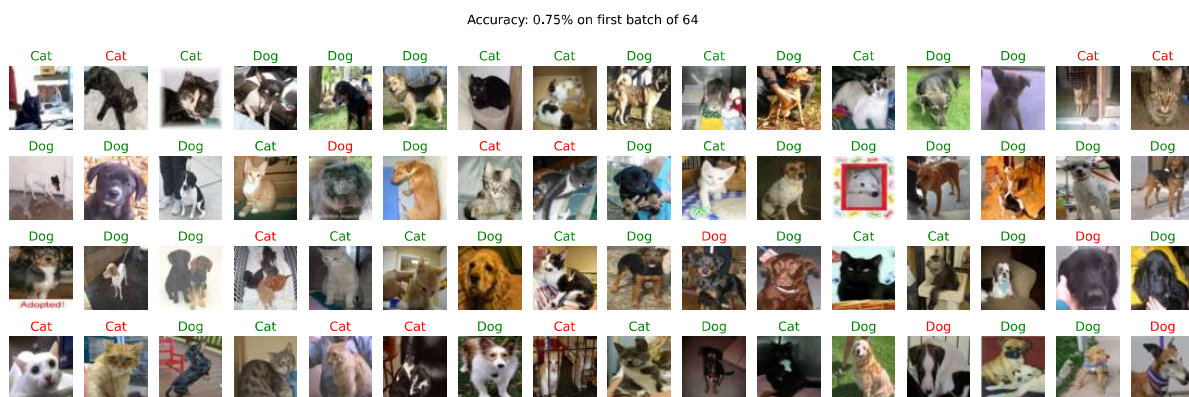 Accuracy: 0.75% on first batch of 64
Cat Cat Cat Dog Dog Dog Cat Cat Dog Cat Dog Cat Dog Dog Cat Cat
Dog Dog Dog Cat Dog Dog Cat Cat Dog Cat Dog Dog Dog Dog Dog Dog
Dog Dog Dog Cat Cat Cat Dog Cat Dog Dog Dog Cat Cat Dog Dog Dog
Adopted!
Cat Cat Dog Cat Cat Cat Dog Cat Cat Dog Cat Dog Dog Dog Dog Dog